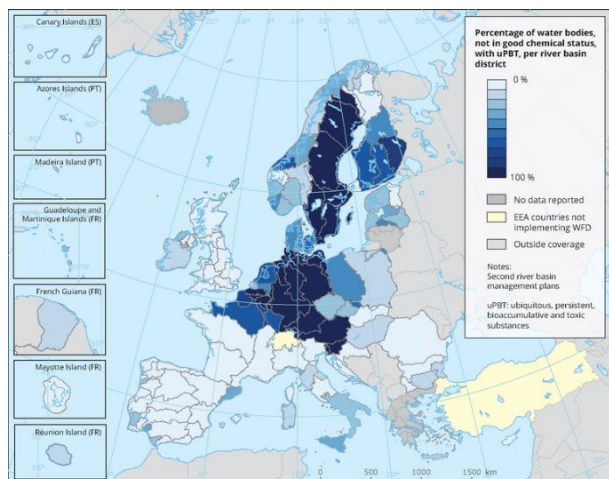 Canary Islands (ES)
Azores Islands (PT)
Madeira Island (PT)
Guadeloupe and
Martinique Islands (FR)
French Guiana (FR)
Mayotte Island (FR)
Réunion Island (FR)
Percentage of water bodies,
not in good chemical status,
with uPBT, per river basin
district
0 %
100 %
No data reported
EEA countries not
implementing WFD
Outside coverage
Notes:
Second river basin
management plans
uPBT: ubiquitous, persistent,
bioaccumulative and toxic
substances
0 500 1000 1500 km